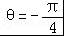 θ = - π/4